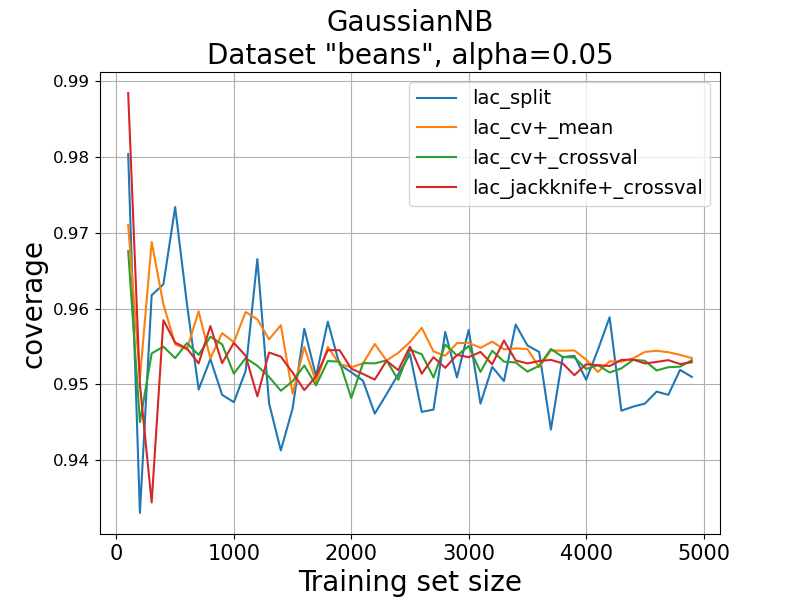 GaussianNB
Dataset "beans", alpha=0.05
0.99
0.98
0.97
0.96
0.95
0.94
coverage
lac_split
lac_cv+_mean
lac_cv+_crossval
lac_jackknife+_crossval
0 1000 2000 3000 4000 5000
Training set size